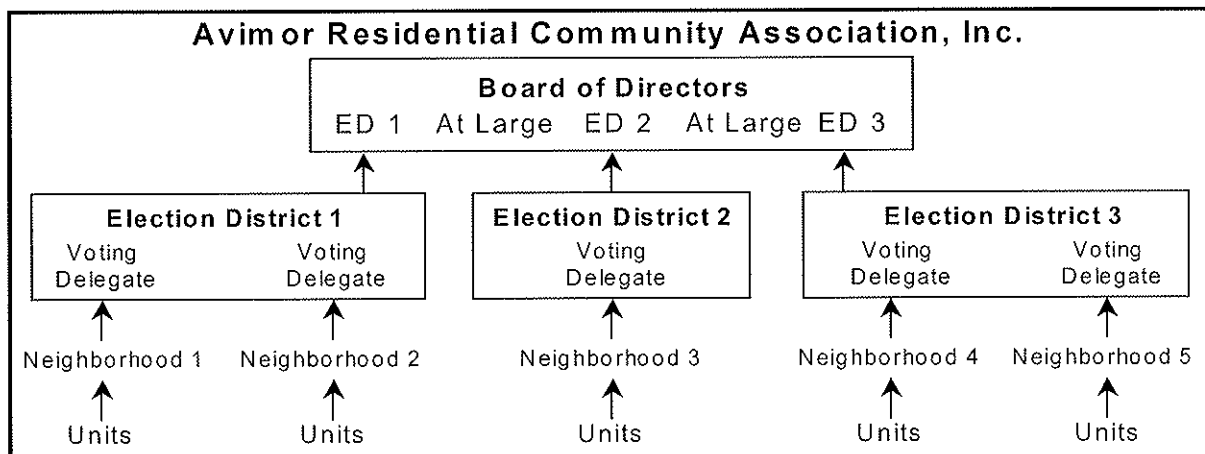 Avimor Residential Community Association, Inc.
Board of Directors
ED 1 At Large ED 2 At Large ED 3
Election District 1
Voting Delegate
Voting Delegate
Election District 2
Voting Delegate
Election District 3
Voting Delegate
Voting Delegate
Neighborhood 1 Neighborhood 2 Neighborhood 3 Neighborhood 4 Neighborhood 5
Units Units Units Units Units